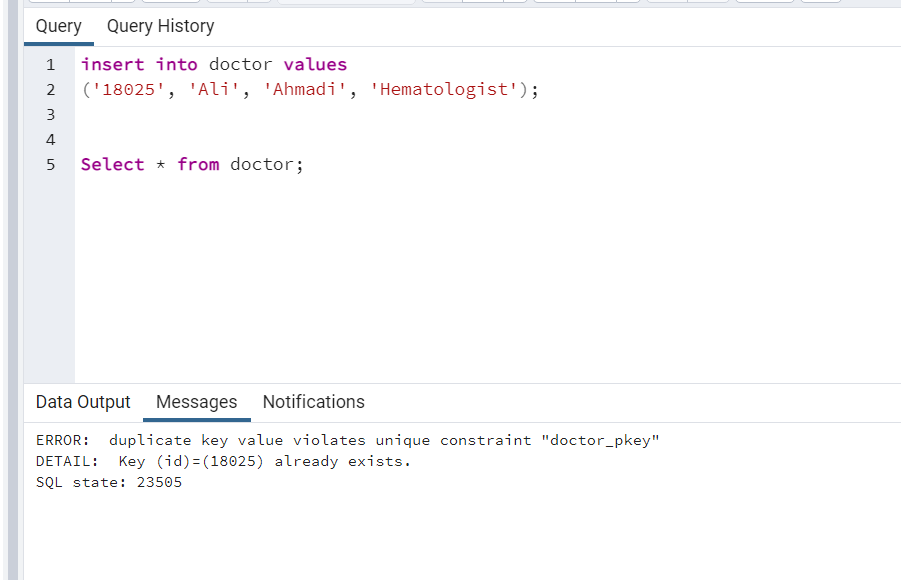 Query Query History
1 insert into doctor values
2 ('18025', 'Ali', 'Ahmadi', 'Hematologist');
3
4
5 Select * from doctor;
Data Output Messages Notifications
ERROR:  duplicate key value violates unique constraint "doctor_pkey"
DETAIL:  Key (id)=(18025) already exists.
SQL state: 23505